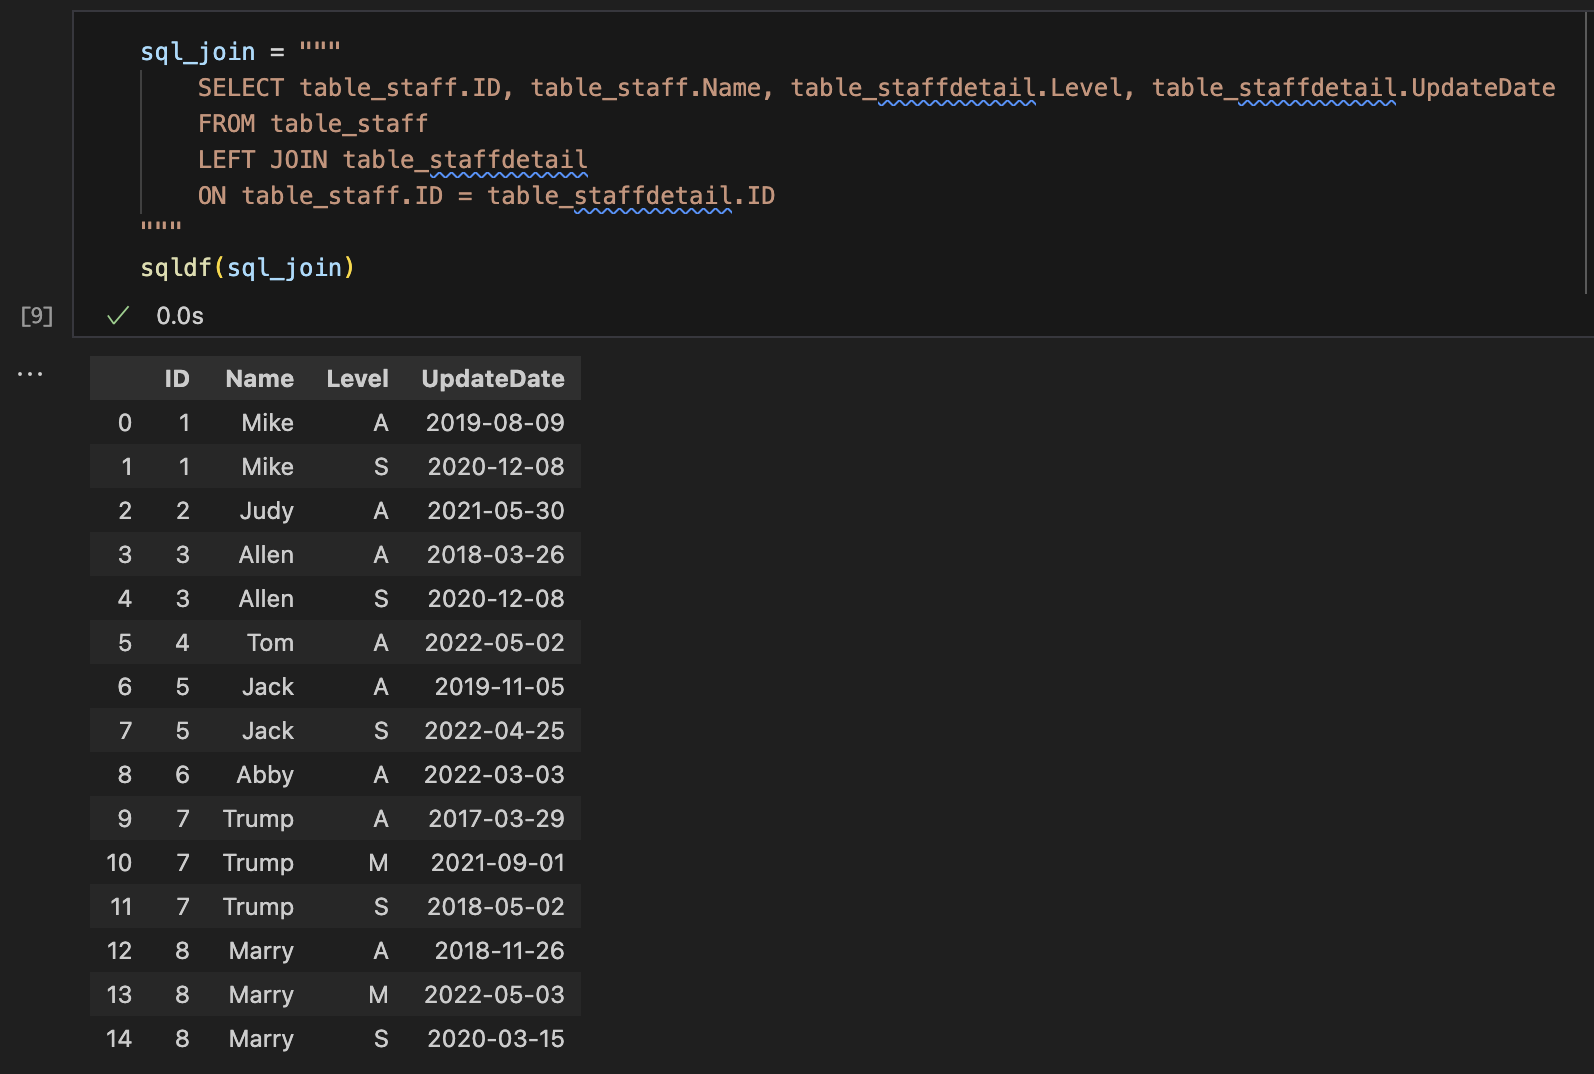 sql_join = """
SELECT table_staff.ID, table_staff.Name, table_staffdetail.Level, table_staffdetail.UpdateDate
FROM table_staff
LEFT JOIN table_staffdetail
ON table_staff.ID = table_staffdetail.ID
"""
sqldf(sql_join)
[9] ✓ 0.0s
...
ID Name Level UpdateDate
0 1 Mike A 2019-08-09
1 1 Mike S 2020-12-08
2 2 Judy A 2021-05-30
3 3 Allen A 2018-03-26
4 3 Allen S 2020-12-08
5 4 Tom A 2022-05-02
6 5 Jack A 2019-11-05
7 5 Jack S 2022-04-25
8 6 Abby A 2022-03-03
9 7 Trump A 2017-03-29
10 7 Trump M 2021-09-01
11 7 Trump S 2018-05-02
12 8 Marry A 2018-11-26
13 8 Marry M 2022-05-03
14 8 Marry S 2020-03-15